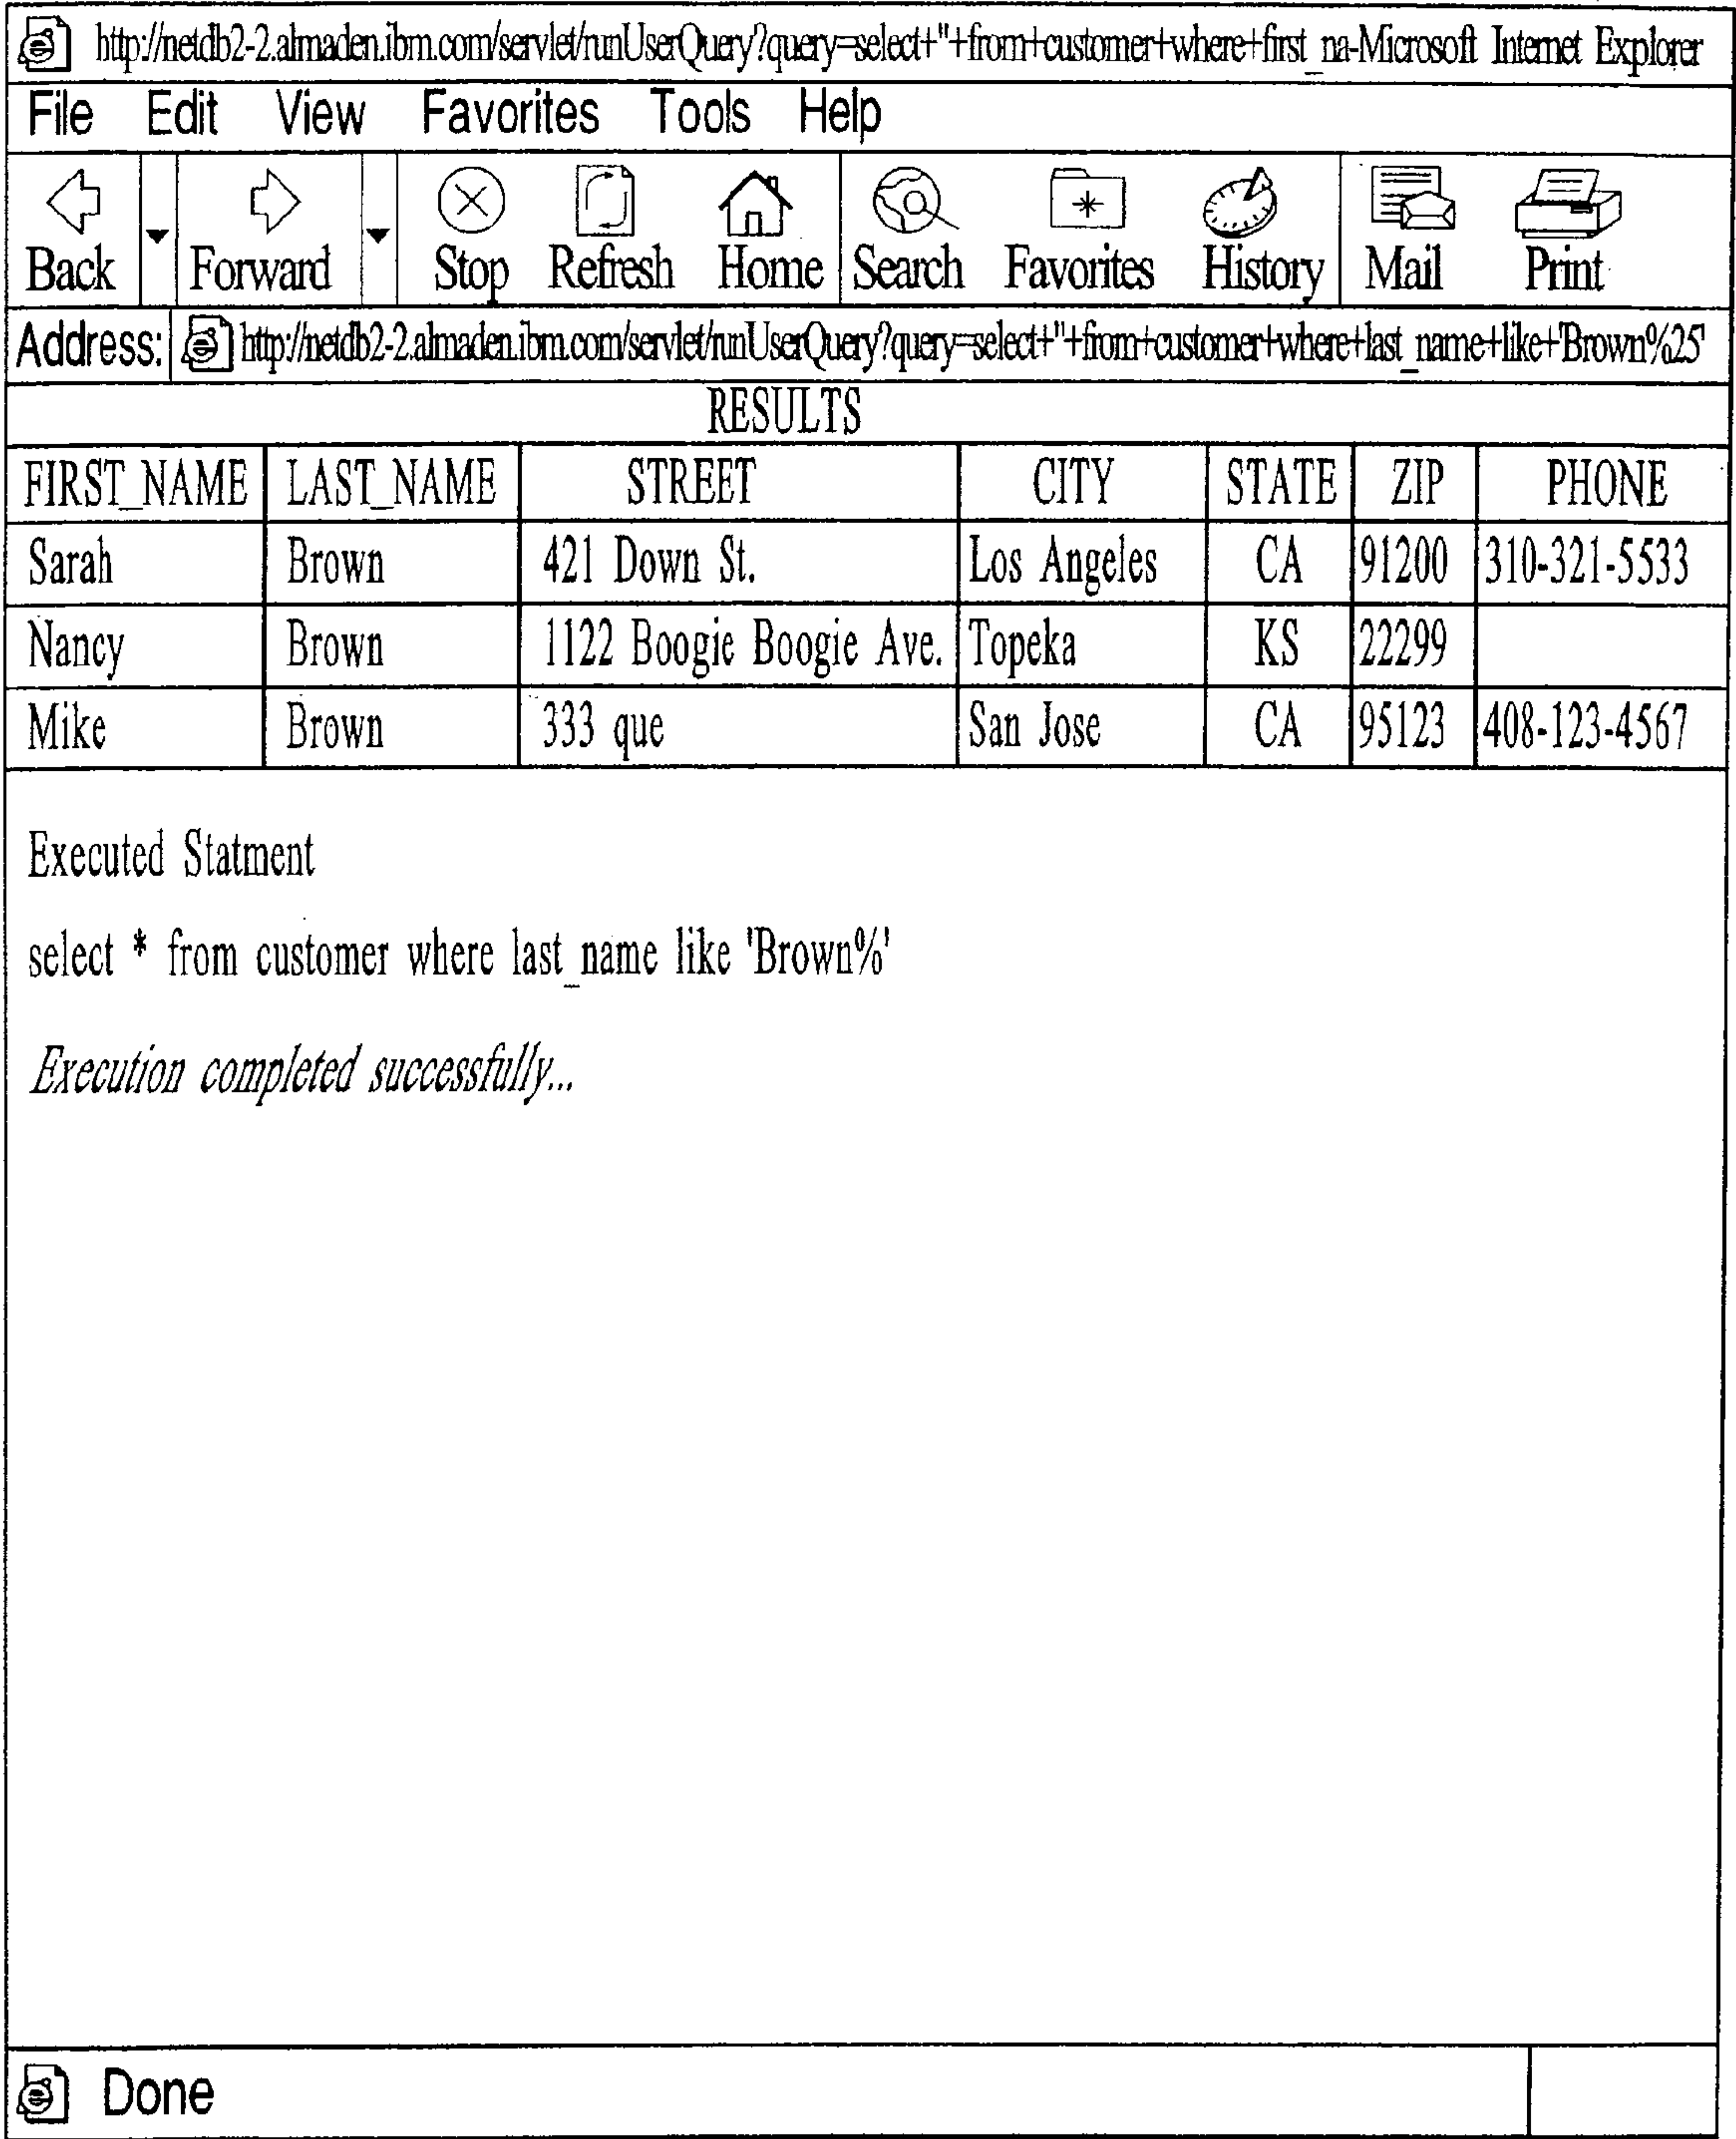 http://netdb2-2.almaden.ibm.com/servlet/runUserQuery?query=select+"+from+customer+where+first_na-Microsoft Internet Explorer
File Edit View Favorites Tools Help
Back Forward Stop Refresh Home Search Favorites History Mail Print
Address: http://netdb2-2.almaden.ibm.com/servlet/runUserQuery?query=select+"+from+customer+where+last_name+like+'Brown%25'
RESULTS
FIRST_NAME LAST_NAME STREET CITY STATE ZIP PHONE
Sarah Brown 421 Down St. Los Angeles CA 91200 310-321-5533
Nancy Brown 1122 Boogie Boogie Ave. Topeka KS 22299
Mike Brown 333 que San Jose CA 95123 408-123-4567
Executed Statment
select * from customer where last_name like 'Brown%'
Execution completed successfully...
Done